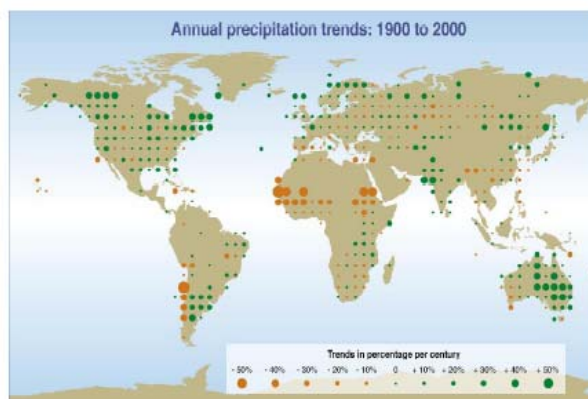 Annual precipitation trends: 1900 to 2000
Trends in percentage per century
- 50% - 40% - 30% - 20% - 10% 0 + 10% + 20% + 30% + 40% + 50%